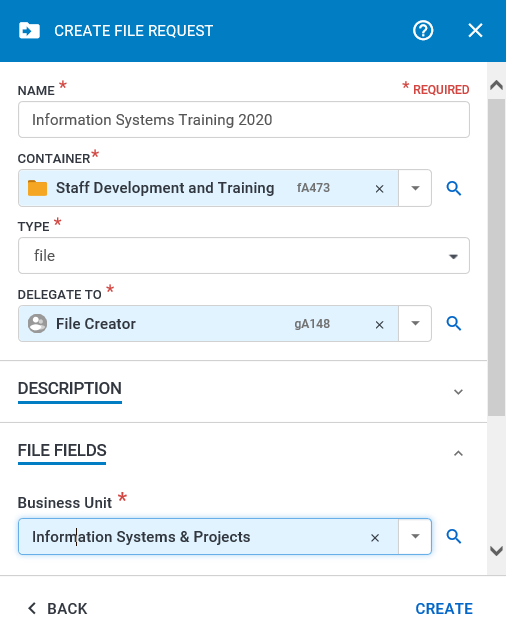 CREATE FILE REQUEST
NAME * * REQUIRED
Information Systems Training 2020
CONTAINER *
Staff Development and Training fA473 ×
TYPE *
file
DELEGATE TO *
File Creator gA148 ×
DESCRIPTION
FILE FIELDS
Business Unit *
Information Systems & Projects ×
BACK CREATE